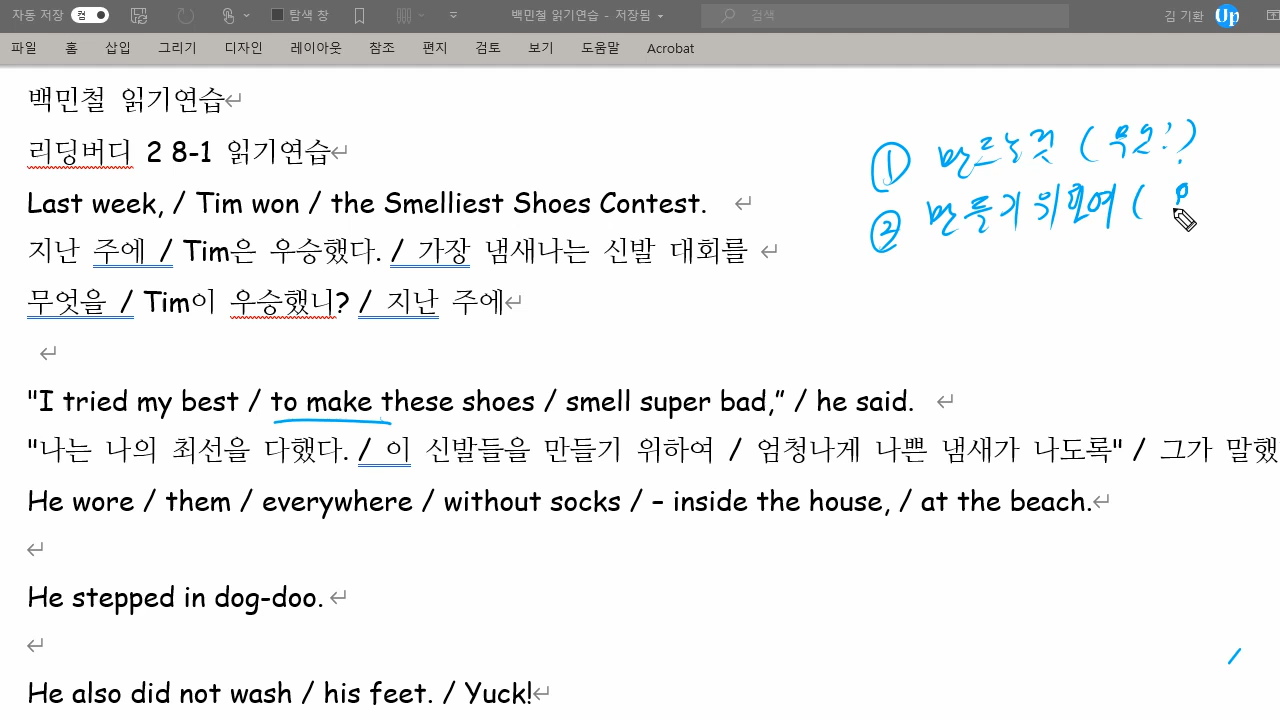 자동 저장 컴 탐색 창 백민철 읽기연습 - 저장됨 검색 김 기환 Up
파일 홈 삽입 그리기 디자인 레이아웃 참조 편지 검토 보기 도움말 Acrobat
백민철 읽기연습
① 만드는것 (무엇?)
리딩버디 2 8-1 읽기연습
② 만들기 위하여 (
Last week, / Tim won / the Smelliest Shoes Contest.
지난 주에 / Tim은 우승했다. / 가장 냄새나는 신발 대회를
무엇을 / Tim이 우승했니? / 지난 주에
"I tried my best / to make these shoes / smell super bad,” / he said.
"나는 나의 최선을 다했다. / 이 신발들을 만들기 위하여 / 엄청나게 나쁜 냄새가 나도록" / 그가 말했
He wore / them / everywhere / without socks / – inside the house, / at the beach.
He stepped in dog-doo.
He also did not wash / his feet. / Yuck!